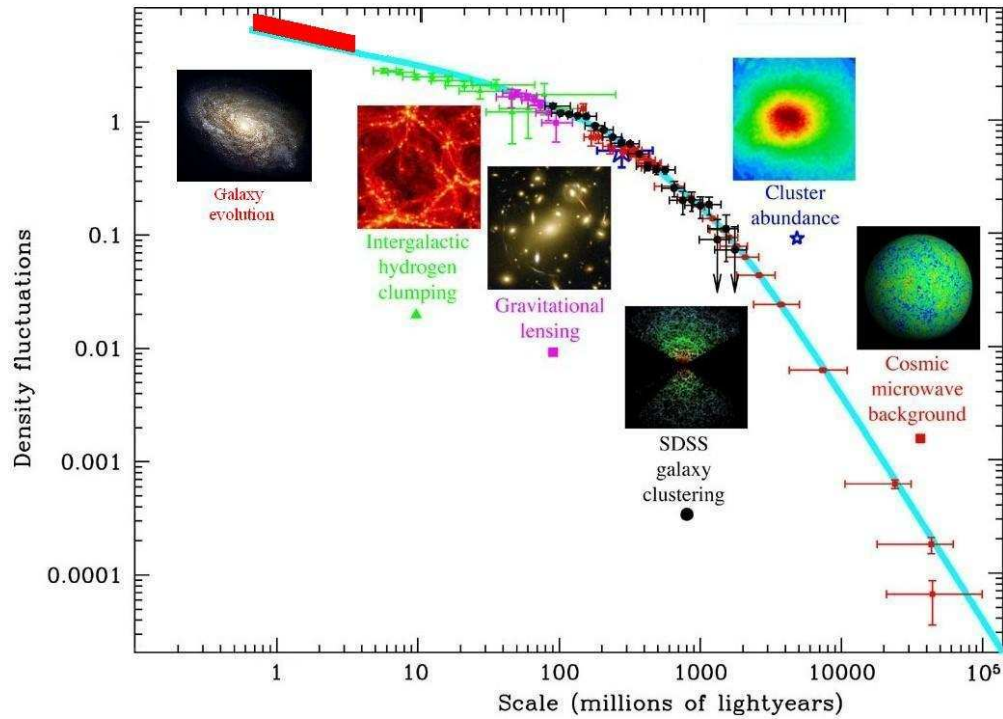 Density fluctuations
1
0.1
0.01
0.001
0.0001
Galaxy
evolution
Intergalactic
hydrogen
clumping
Gravitational
lensing
SDSS
galaxy
clustering
Cluster
abundance
Cosmic
microwave
background
1
10
100
1000
10000
10⁵
Scale (millions of lightyears)